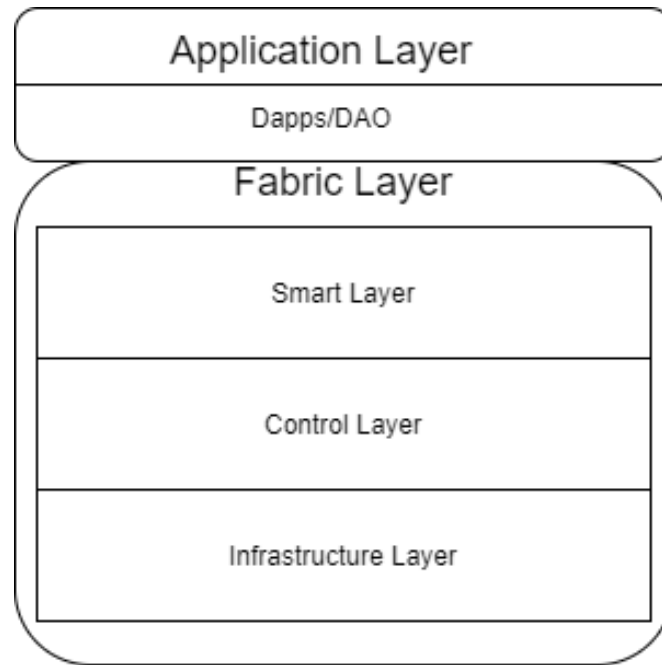 Application Layer
Dapps/DAO
Fabric Layer
Smart Layer
Control Layer
Infrastructure Layer